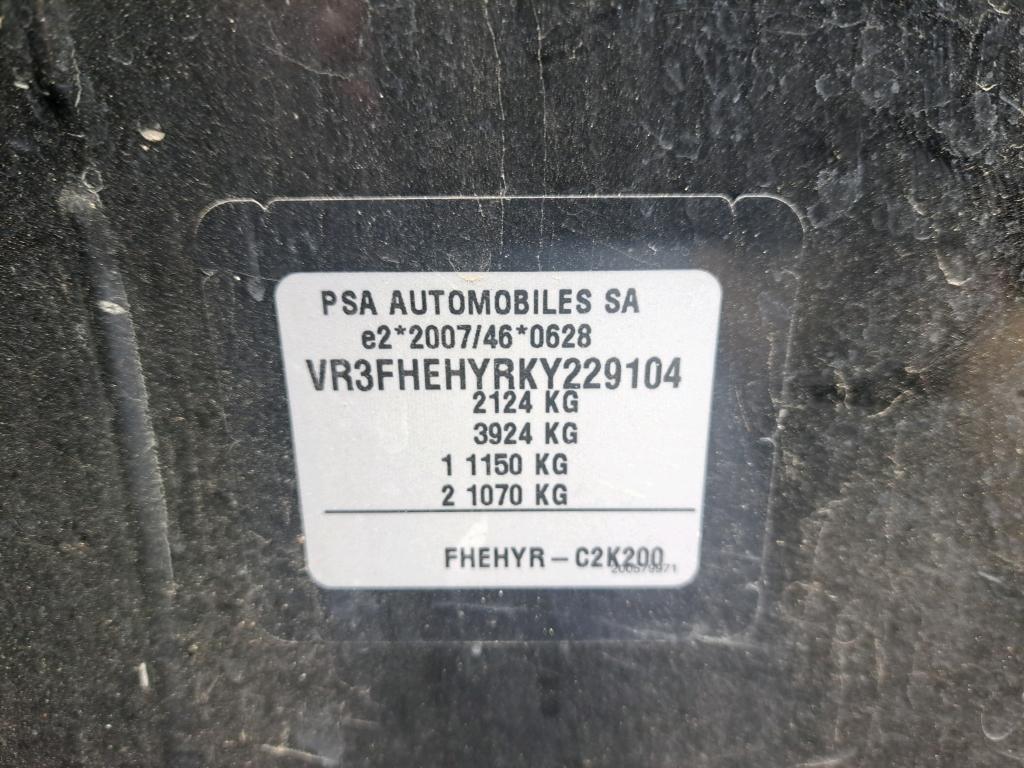 PSA AUTOMOBILES SA
e2*2007/46*0628
VR3FHEHYRKY229104
2124 KG
3924 KG
1 1150 KG
2 1070 KG
FHEHYR - C2K200
200579971